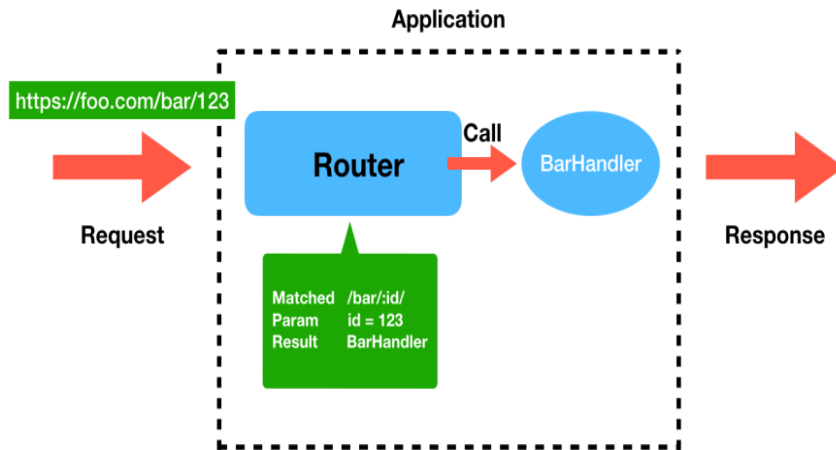 Application
https://foo.com/bar/123
Call
Router
BarHandler
Request
Response
Matched /bar/:id/
Param id = 123
Result BarHandler